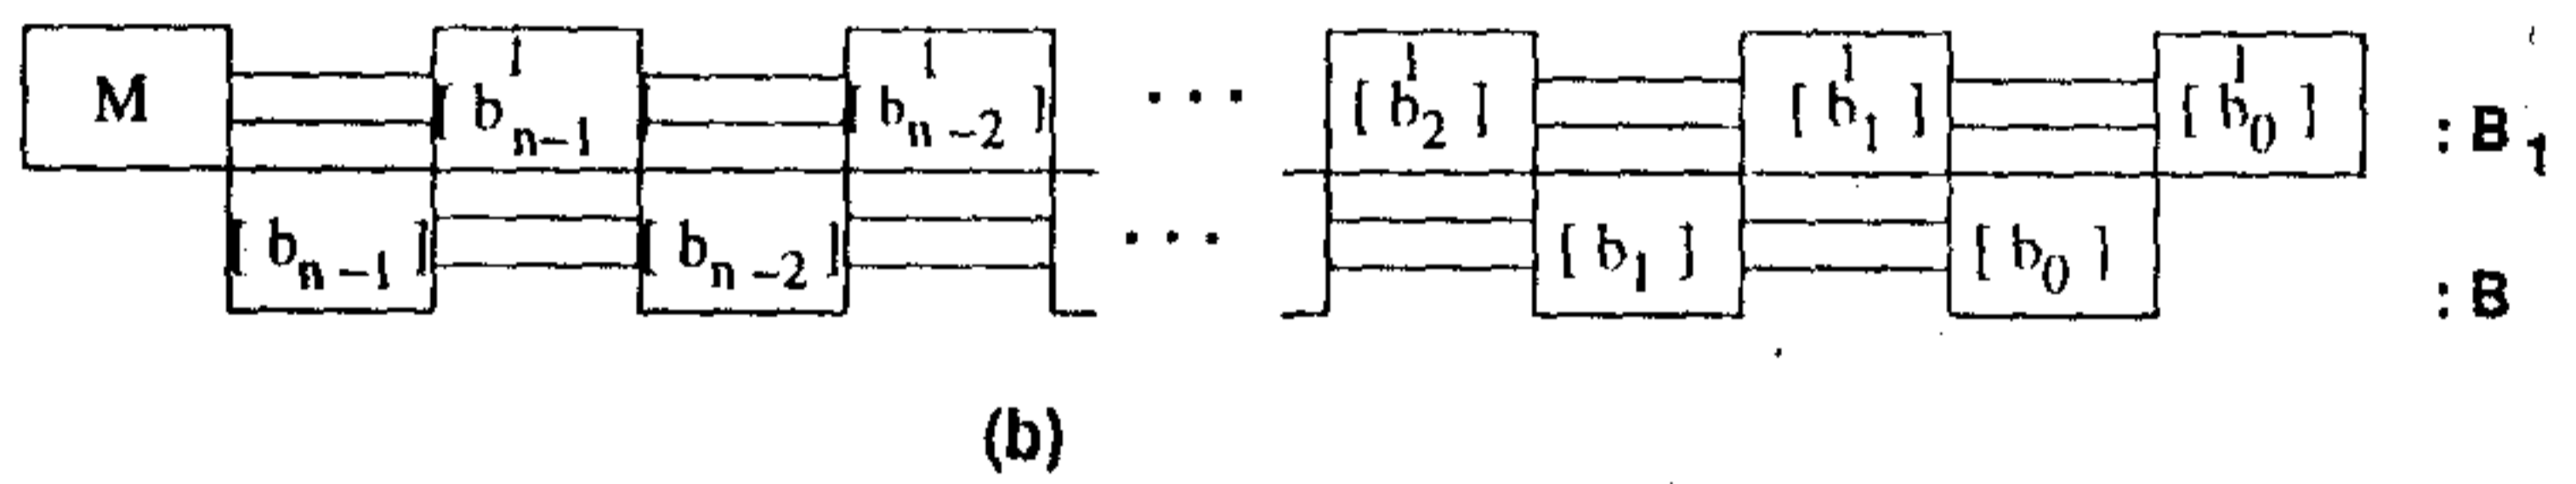 M [ b¹ₙ₋₁ ] [ b¹ₙ₋₂ ] · · · [ b¹₂ ] [ b¹₁ ] [ b¹₀ ] : B₁
[ bₙ₋₁ ] [ bₙ₋₂ ] · · · [ b₁ ] [ b₀ ] : B
(b)